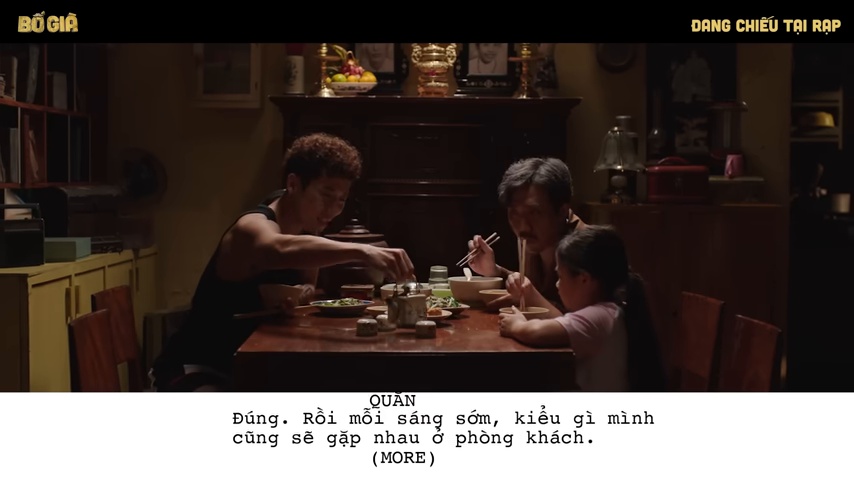 BỐ GIÀ
ĐANG CHIẾU TẠI RẠP
QUẮN
Đúng. Rồi mỗi sáng sớm, kiểu gì mình
cũng sẽ gặp nhau ở phòng khách.
(MORE)